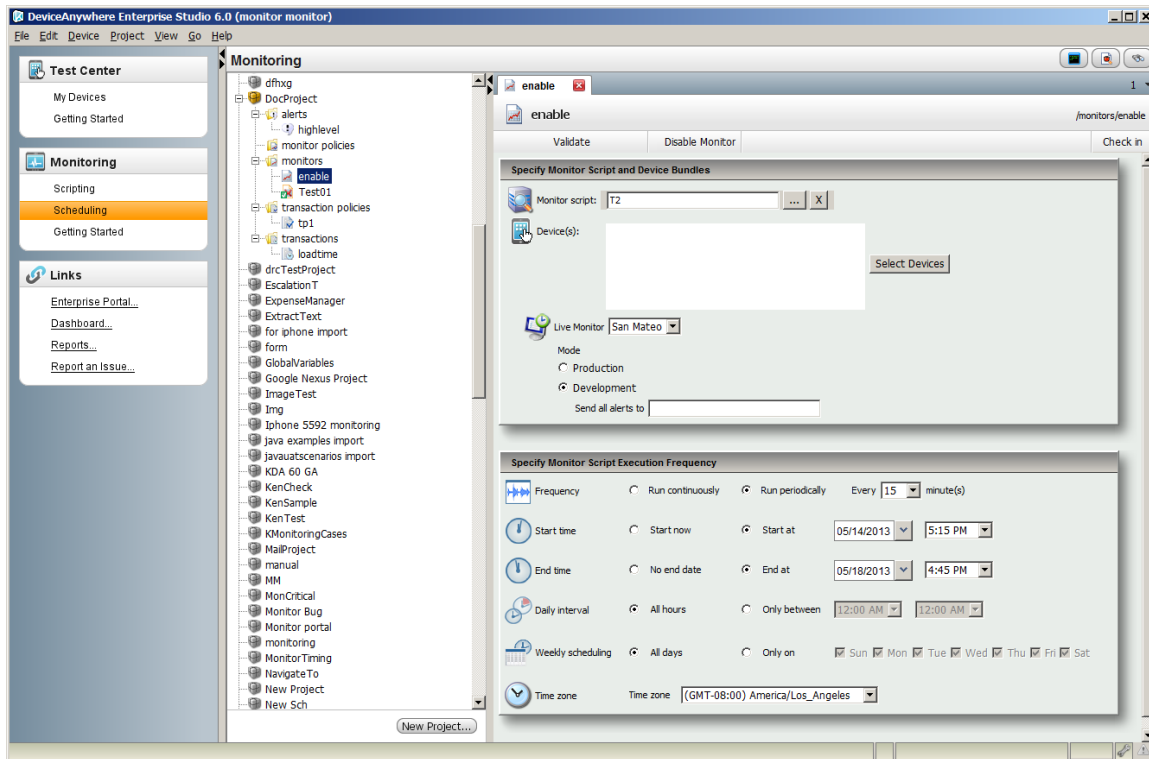 DeviceAnywhere Enterprise Studio 6.0 (monitor monitor)
File Edit Device Project View Go Help
Test Center
My Devices
Getting Started
Monitoring
Scripting
Scheduling
Getting Started
Links
Enterprise Portal...
Dashboard...
Reports...
Report an Issue...
Monitoring
dfhxg
DocProject
alerts
highlevel
monitor policies
monitors
enable
Test01
transaction policies
tp1
transactions
loadtime
drcTestProject
EscalationT
ExpenseManager
ExtractText
for iphone import
form
GlobalVariables
Google Nexus Project
ImageTest
Img
Iphone 5592 monitoring
java examples import
javauatscenarios import
KDA 60 GA
KenCheck
KenSample
KenTest
KMonitoringCases
MailProject
manual
MM
MonCritical
Monitor Bug
Monitor portal
monitoring
MonitorTiming
NavigateTo
New Project
New Sch
New Project...
enable 1
enable /monitors/enable
Validate Disable Monitor Check in
Specify Monitor Script and Device Bundles
Monitor script: T2 ... X
Device(s):
Select Devices
Live Monitor San Mateo
Mode
Production
Development
Send all alerts to
Specify Monitor Script Execution Frequency
Frequency Run continuously Run periodically Every 15 minute(s)
Start time Start now Start at 05/14/2013 5:15 PM
End time No end date End at 05/18/2013 4:45 PM
Daily interval All hours Only between 12:00 AM 12:00 AM
Weekly scheduling All days Only on Sun Mon Tue Wed Thu Fri Sat
Time zone Time zone (GMT-08:00) America/Los_Angeles